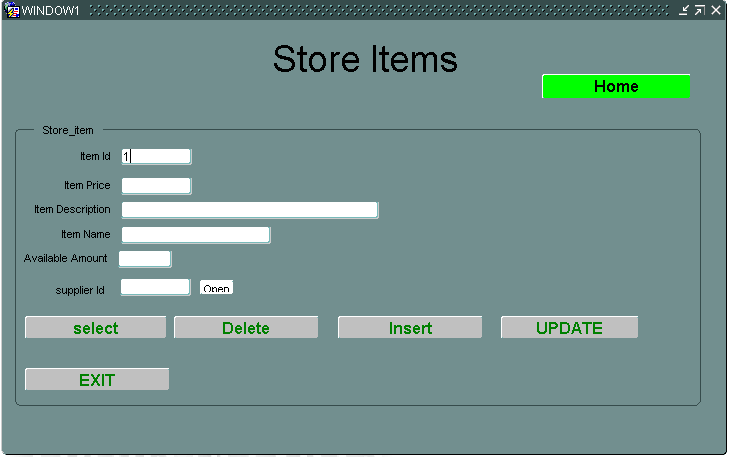 WINDOW1
Store Items
Home
Store_item
Item Id 1
Item Price
Item Description
Item Name
Available Amount
supplier Id Open
select Delete Insert UPDATE
EXIT